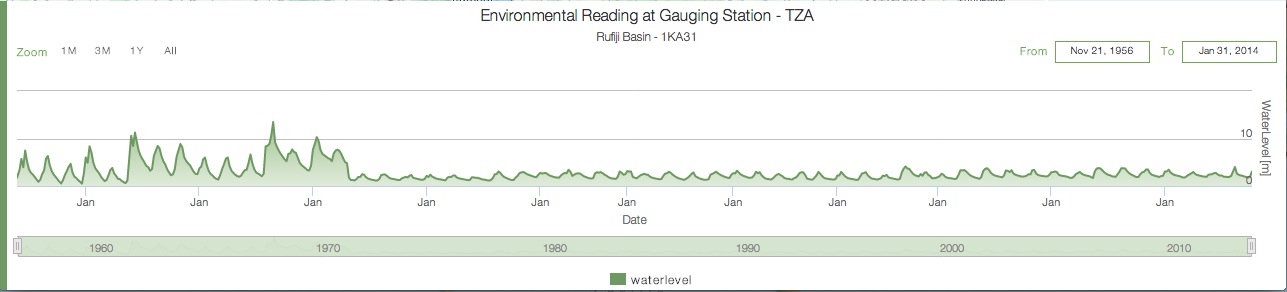 Environmental Reading at Gauging Station - TZA
Rufiji Basin - 1KA31
Zoom 1M 3M 1Y All From Nov 21, 1956 To Jan 31, 2014
10
0
WaterLevel [m]
Jan Jan Jan Jan Jan Jan Jan Jan Jan Jan
Date
1960 1970 1980 1990 2000 2010
waterlevel